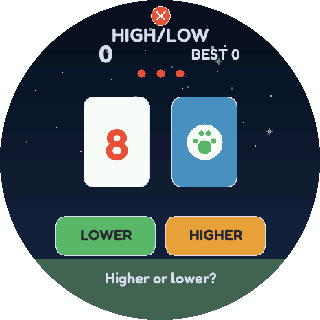 HIGH/LOW
0
BEST 0
8
LOWER
HIGHER
Higher or lower?